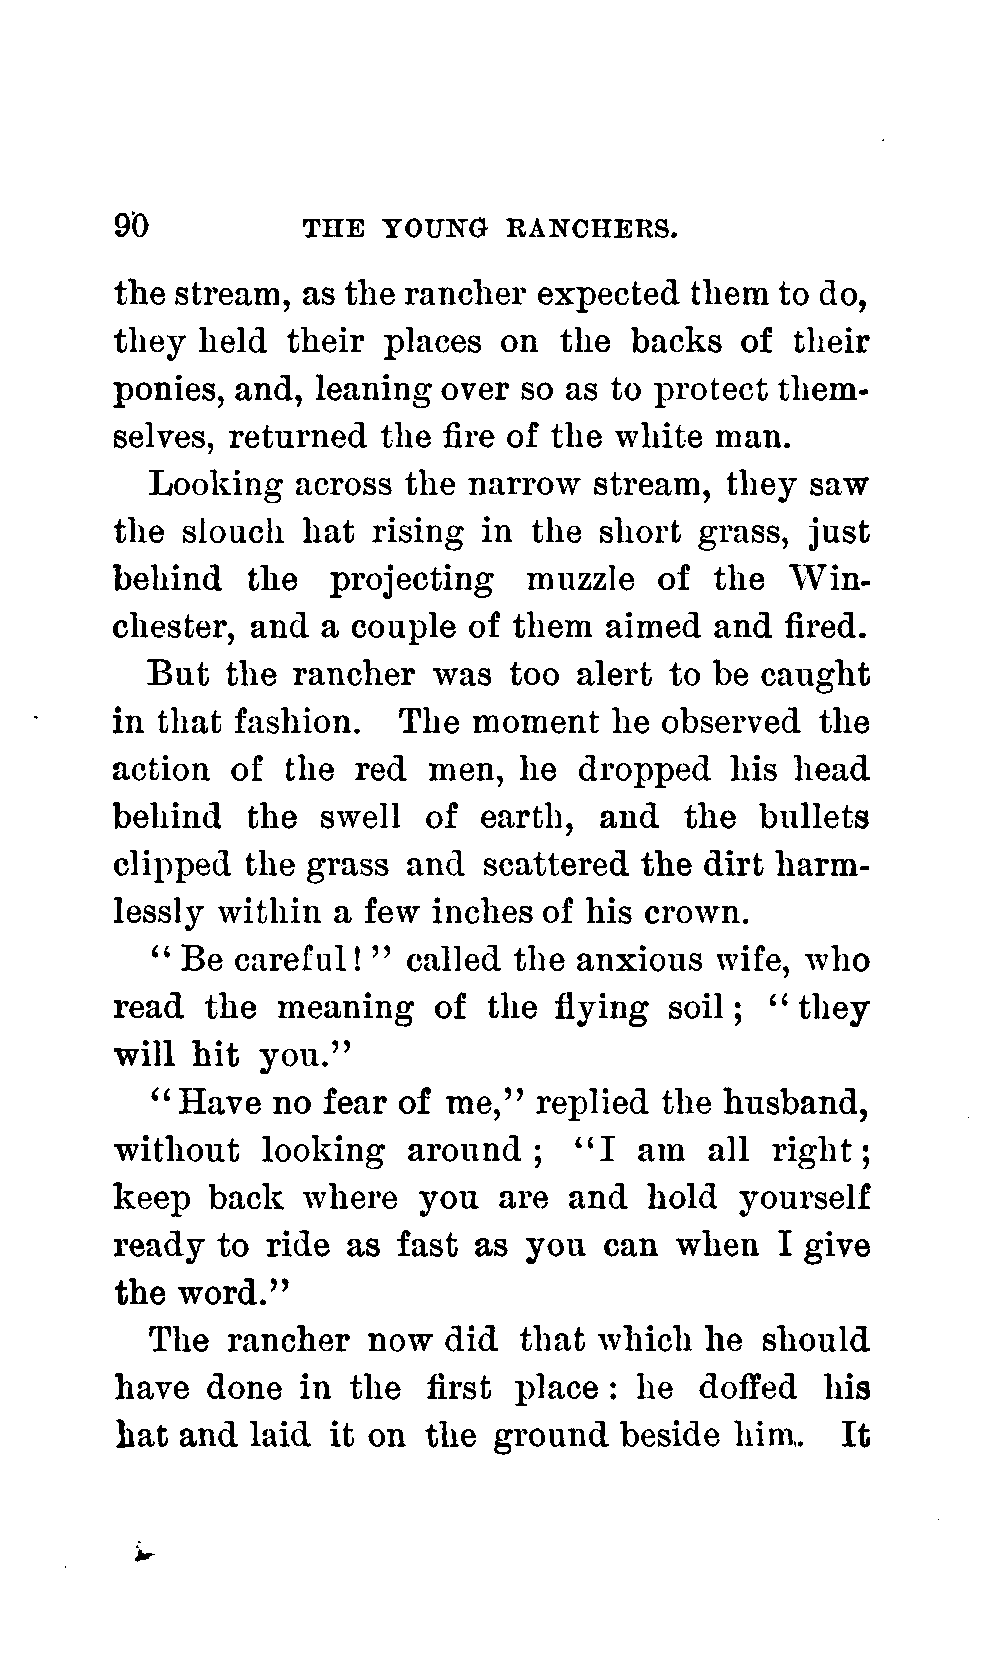 90 THE YOUNG RANCHERS.
the stream, as the rancher expected them to do,
they held their places on the backs of their
ponies, and, leaning over so as to protect them-
selves, returned the fire of the white man.
Looking across the narrow stream, they saw
the slouch hat rising in the short grass, just
behind the projecting muzzle of the Win-
chester, and a couple of them aimed and fired.
But the rancher was too alert to be caught
in that fashion. The moment he observed the
action of the red men, he dropped his head
behind the swell of earth, and the bullets
clipped the grass and scattered the dirt harm-
lessly within a few inches of his crown.
“Be careful!” called the anxious wife, who
read the meaning of the flying soil; “they
will hit you.”
“Have no fear of me,” replied the husband,
without looking around; “I am all right;
keep back where you are and hold yourself
ready to ride as fast as you can when I give
the word.”
The rancher now did that which he should
have done in the first place: he doffed his
hat and laid it on the ground beside him. It